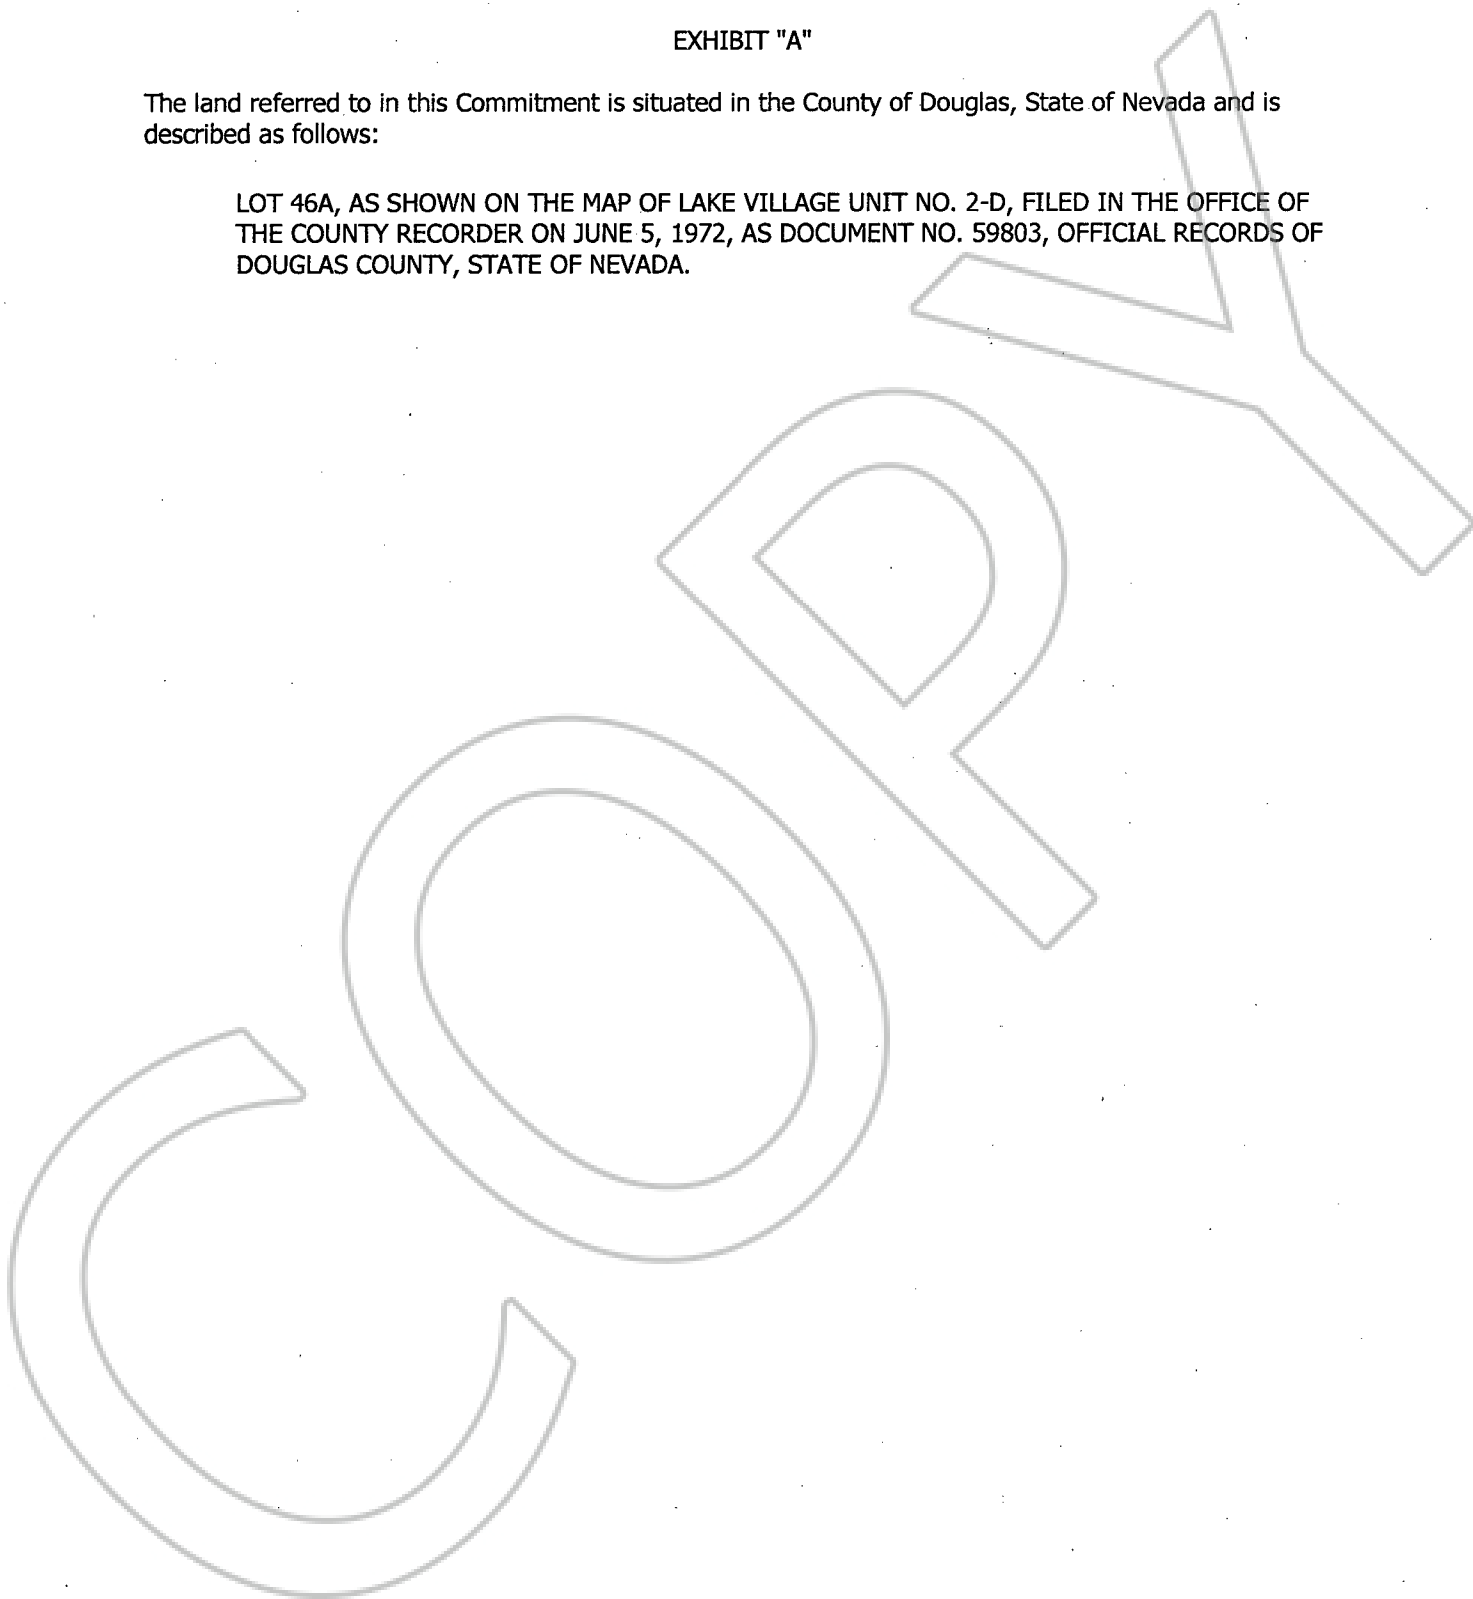 EXHIBIT "A"
The land referred to in this Commitment is situated in the County of Douglas, State of Nevada and is
described as follows:
LOT 46A, AS SHOWN ON THE MAP OF LAKE VILLAGE UNIT NO. 2-D, FILED IN THE OFFICE OF
THE COUNTY RECORDER ON JUNE 5, 1972, AS DOCUMENT NO. 59803, OFFICIAL RECORDS OF
DOUGLAS COUNTY, STATE OF NEVADA.
COPY